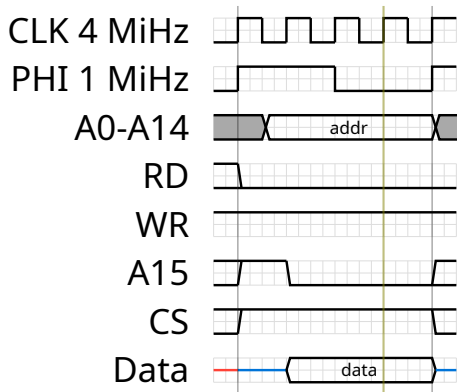 CLK 4 MiHz
PHI 1 MiHz
A0-A14 addr
RD
WR
A15
CS
Data data